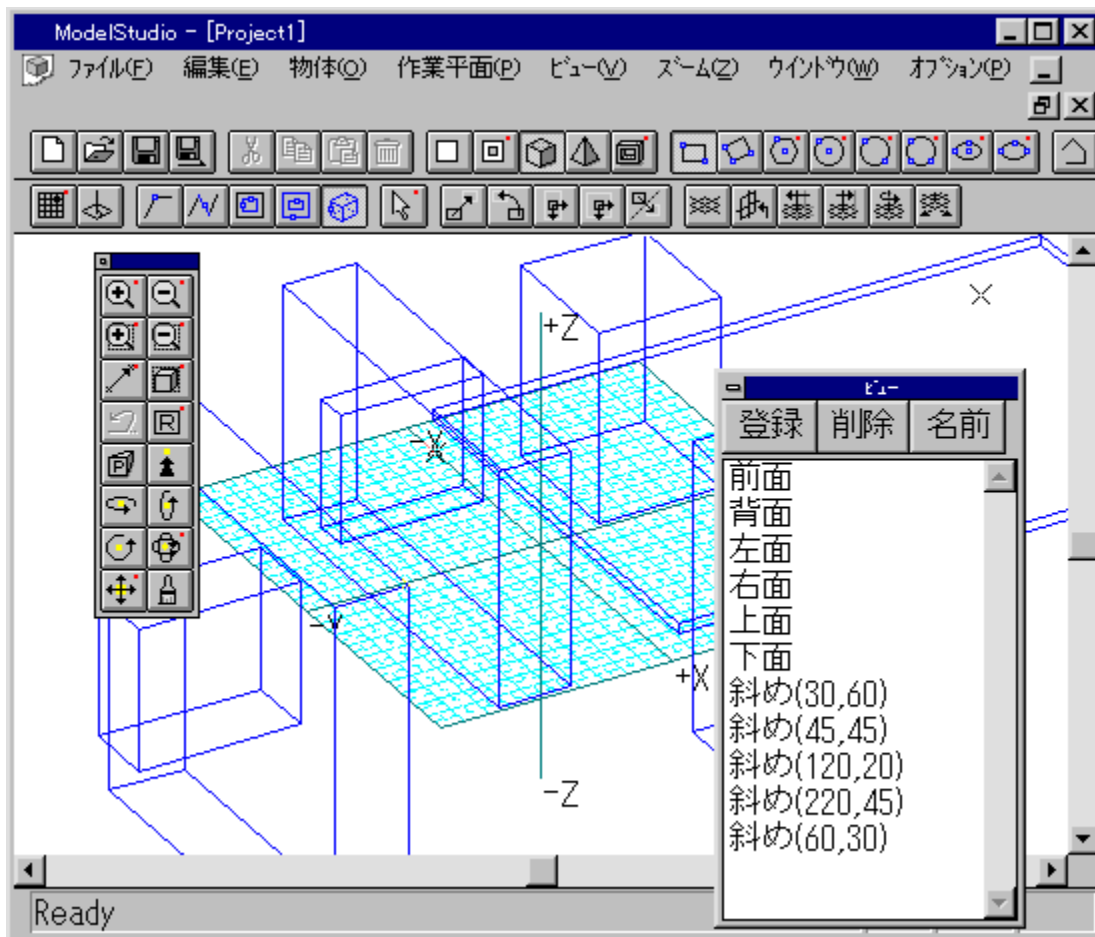 ModelStudio - [Project1]
ﾌｧｲﾙ(F) 編集(E) 物体(O) 作業平面(P) ﾋﾞｭｰ(V) ｽﾞｰﾑ(Z) ｳｲﾝﾄﾞｳ(W) ｵﾌﾟｼｮﾝ(P)
R
P
+Z
-X
-Y
+X
-Z
ﾋﾞｭｰ
登録 削除 名前
前面
背面
左面
右面
上面
下面
斜め(30,60)
斜め(45,45)
斜め(120,20)
斜め(220,45)
斜め(60,30)
Ready